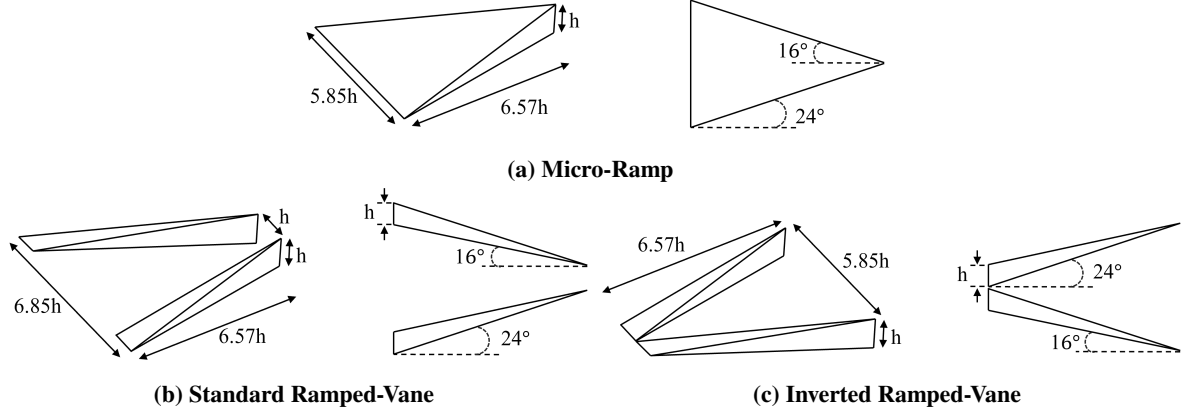 h
5.85h
6.57h
16°
24°
(a) Micro-Ramp
h
h
6.85h
6.57h
h
16°
24°
6.57h
5.85h
h
h
24°
16°
(b) Standard Ramped-Vane
(c) Inverted Ramped-Vane